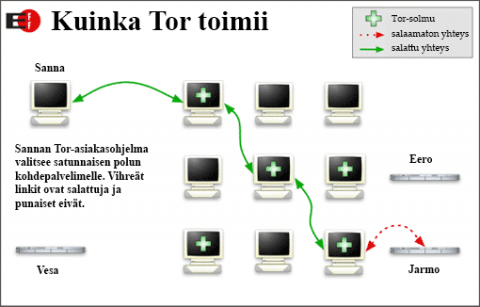 EFF Kuinka Tor toimii
Tor-solmu
salaamaton yhteys
salattu yhteys
Sanna
Sannan Tor-asiakasohjelma
valitsee satunnaisen polun
kohdepalvelimelle. Vihreät
linkit ovat salattuja ja
punaiset eivät.
Eero
Vesa
Jarmo